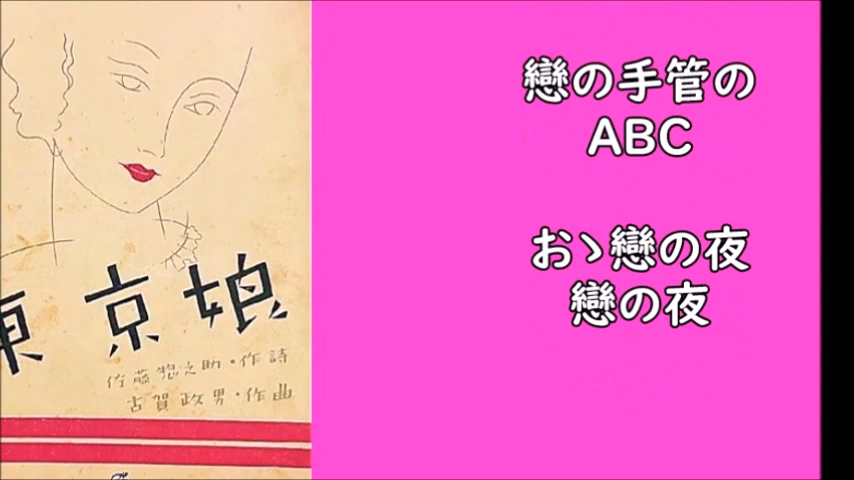 戀の手管の
ABC
おゝ戀の夜
戀の夜
東京娘
佐藤惣之助・作詩
古賀政男・作曲